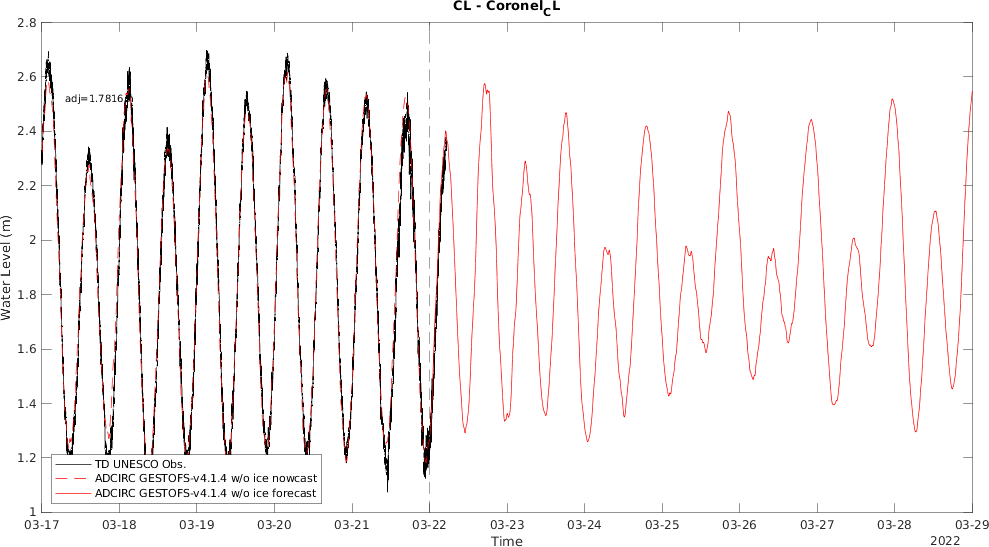 CL - Coronel_CL
2.8
2.6
adj=1.7816
2.4
2.2
2
1.8
1.6
1.4
1.2
1
Water Level (m)
TD UNESCO Obs.
ADCIRC GESTOFS-v4.1.4 w/o ice nowcast
ADCIRC GESTOFS-v4.1.4 w/o ice forecast
03-17 03-18 03-19 03-20 03-21 03-22 03-23 03-24 03-25 03-26 03-27 03-28 03-29
Time
2022